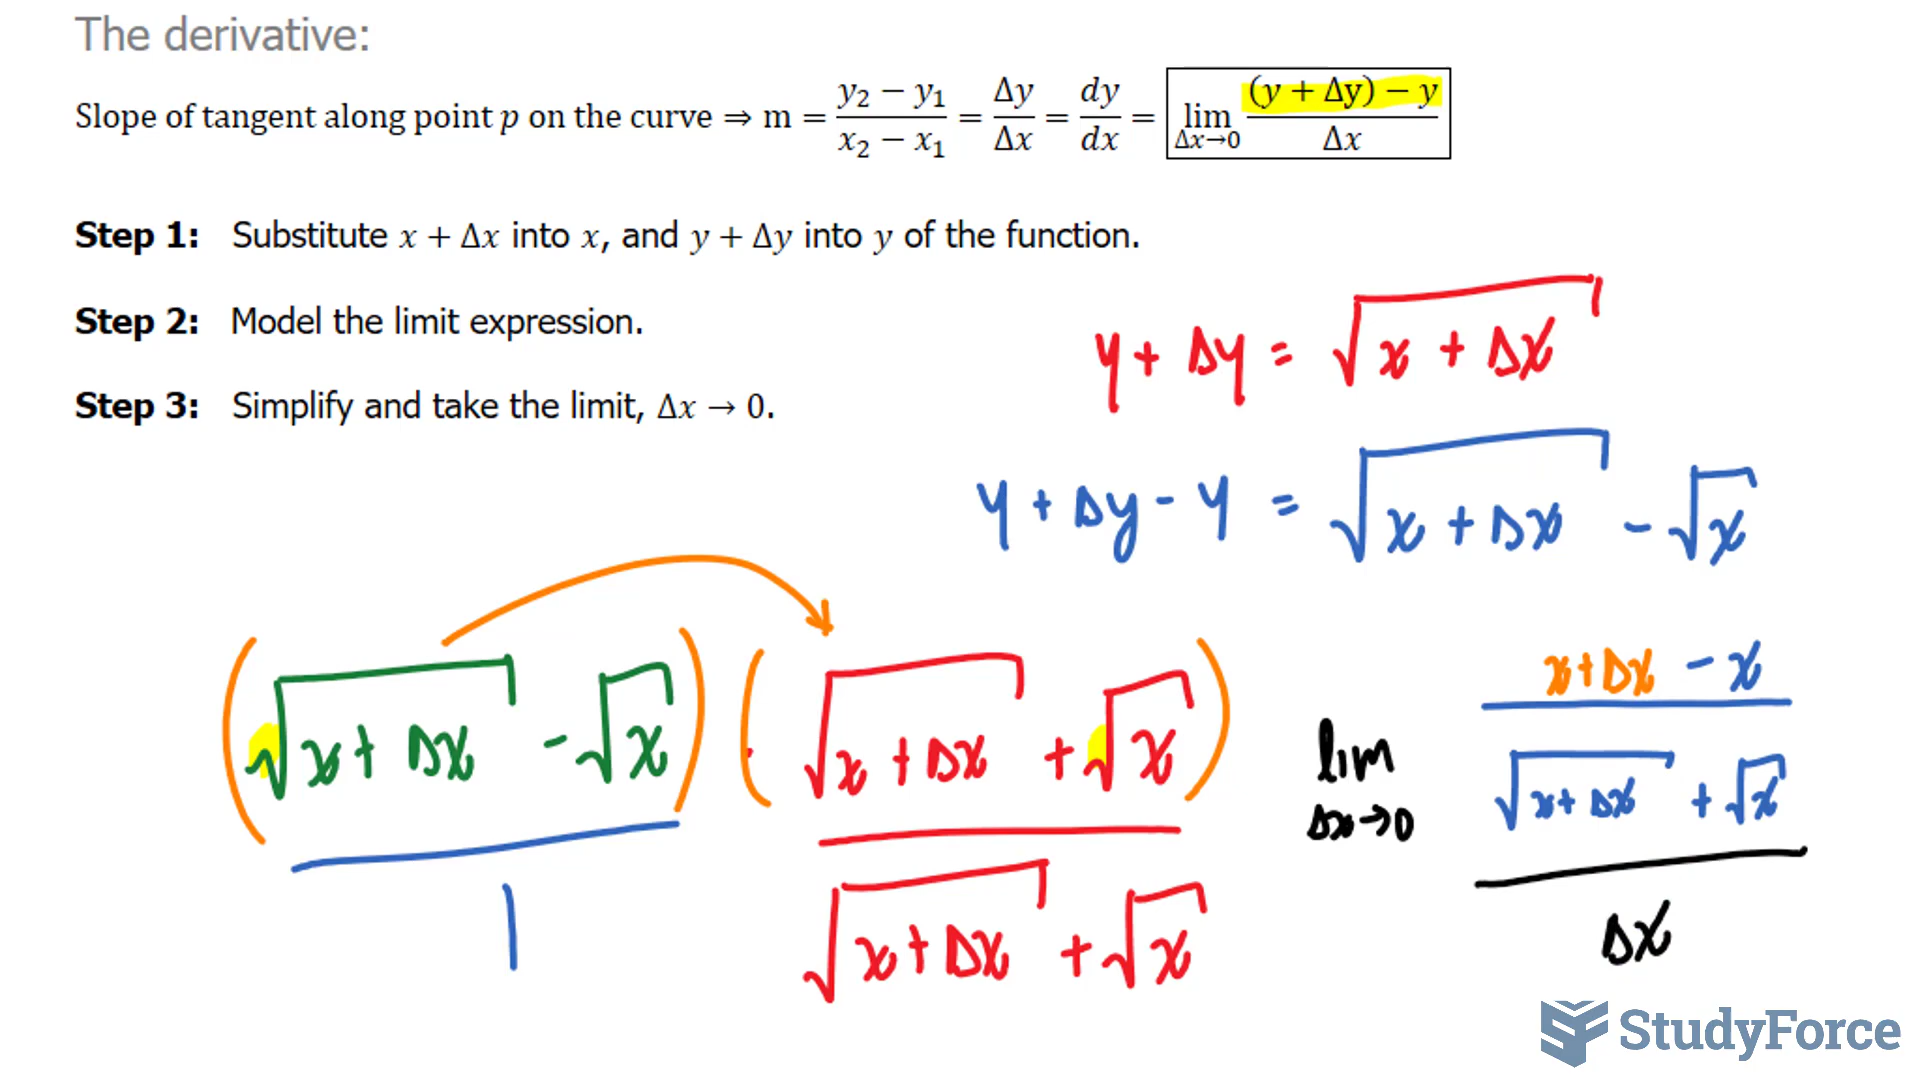 The derivative:
Slope of tangent along point p on the curve ⇒ m = (y₂ − y₁)/(x₂ − x₁) = Δy/Δx = dy/dx = lim Δx→0 ((y + Δy) − y)/Δx
Step 1: Substitute x + Δx into x, and y + Δy into y of the function.
Step 2: Model the limit expression.
Step 3: Simplify and take the limit, Δx → 0.
y + Δy = √(x + Δx)
y + Δy − y = √(x + Δx) − √x
(√(x + Δx) − √x)/1 · (√(x + Δx) + √x)/(√(x + Δx) + √x)
lim Δx→0 ((x + Δx − x)/(√(x + Δx) + √x))/Δx
StudyForce